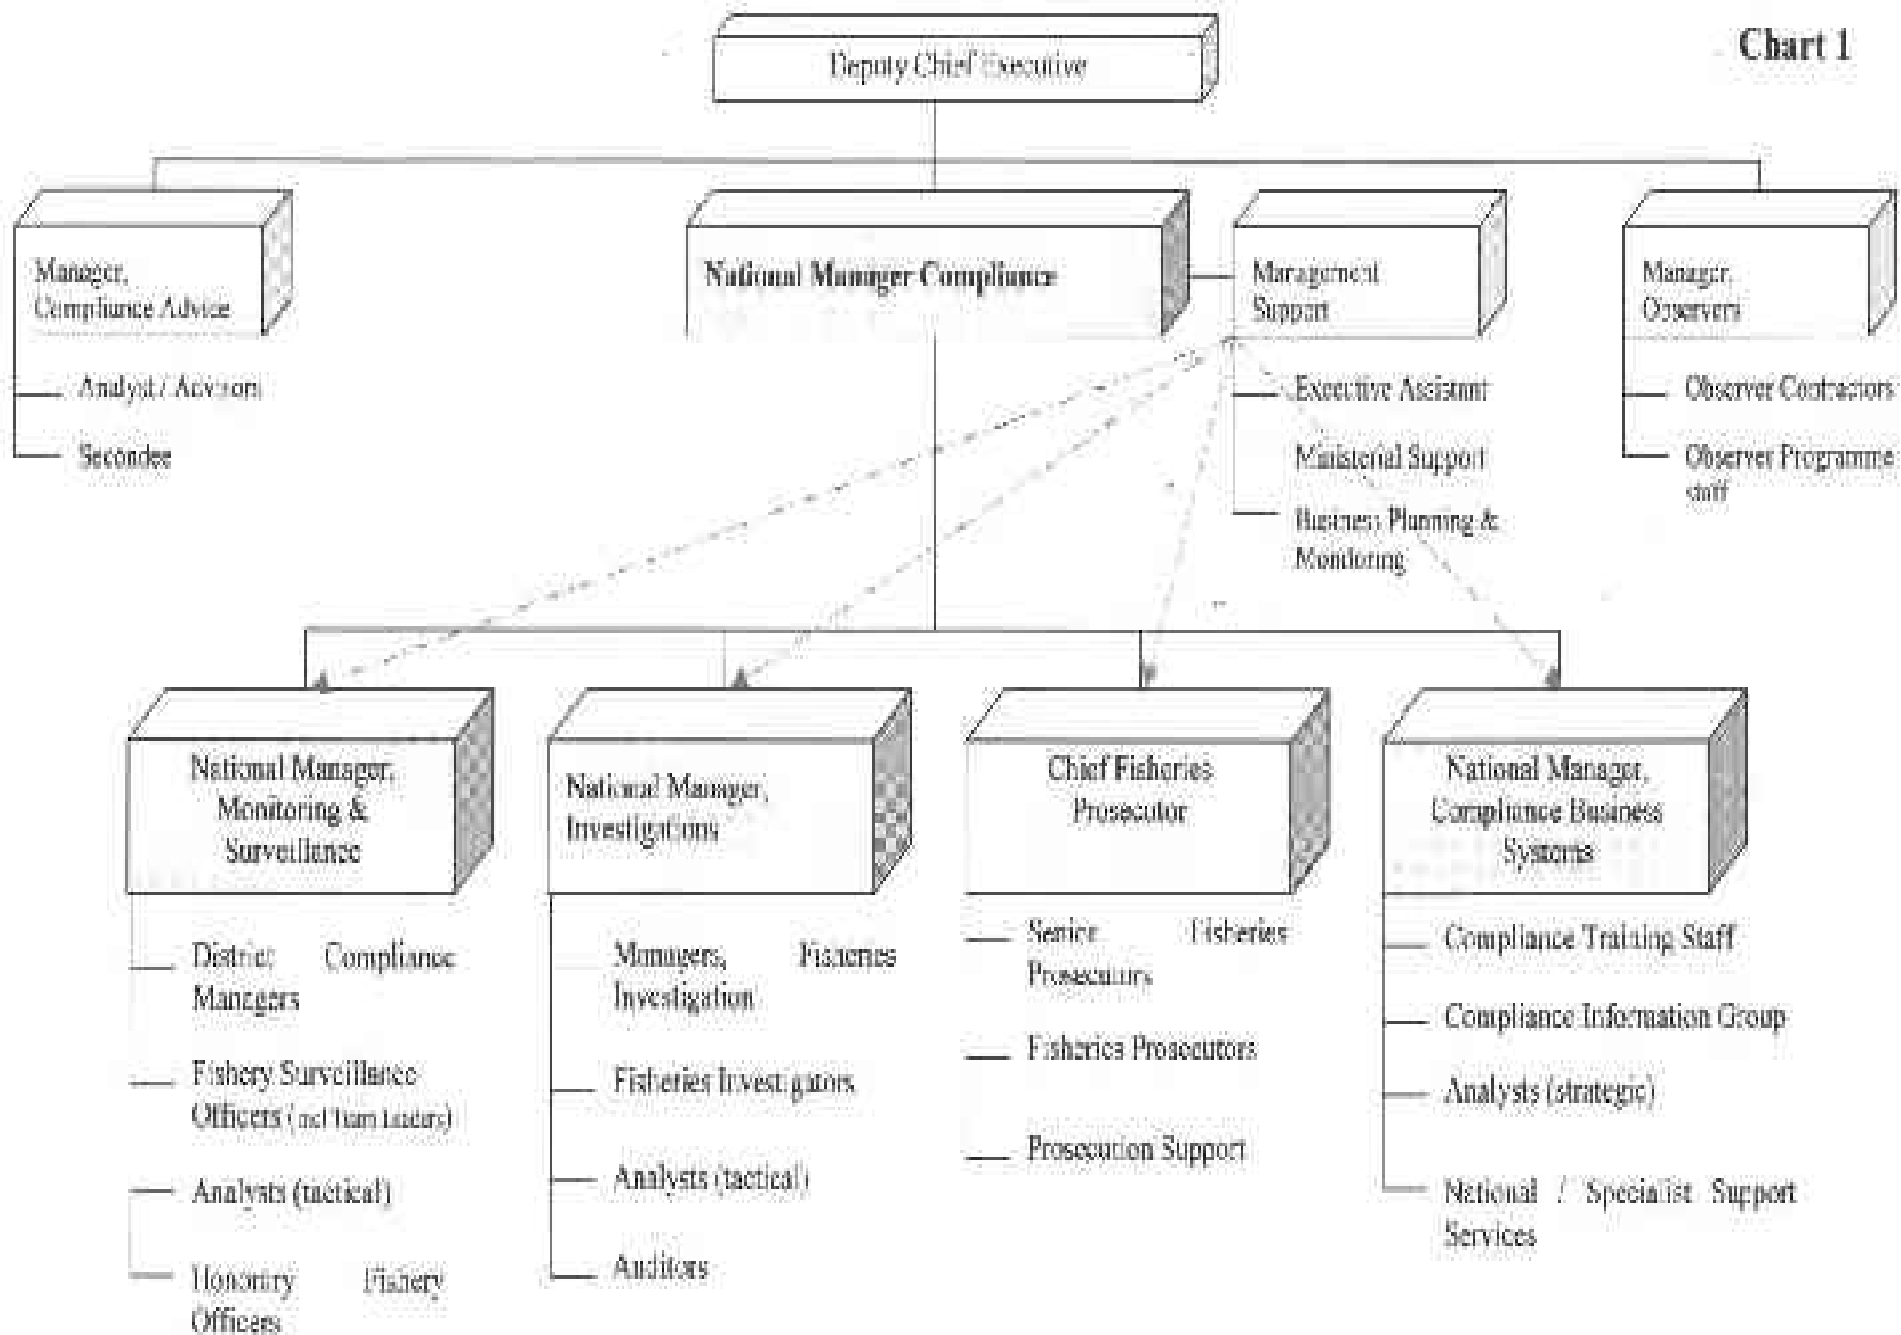 Deputy Chief Executive
Chart 1
Manager,
Compliance Advice
Analyst / Advisors
Secondee
National Manager Compliance
Management
Support
Executive Assistant
Ministerial Support
Business Planning &
Monitoring
Manager,
Observers
Observer Contractors
Observer Programme
staff
National Manager,
Monitoring &
Surveillance
District Compliance
Managers
Fishery Surveillance
Officers (incl Team Leaders)
Analysts (tactical)
Honorary Fishery
Officers
National Manager,
Investigations
Managers, Fisheries
Investigation
Fisheries Investigators
Analysts (tactical)
Auditors
Chief Fisheries
Prosecutor
Senior Fisheries
Prosecutors
Fisheries Prosecutors
Prosecution Support
National Manager,
Compliance Business
Systems
Compliance Training Staff
Compliance Information Group
Analysts (strategic)
National / Specialist Support
Services